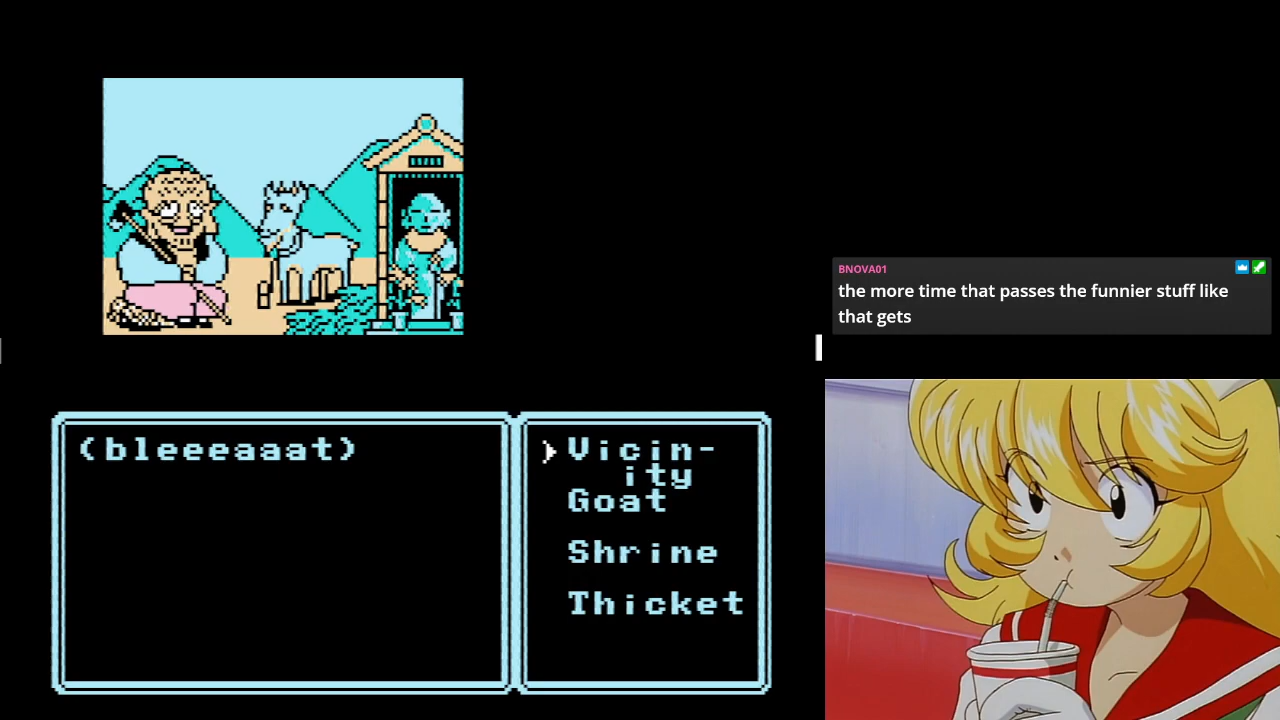 BNOVA01
the more time that passes the funnier stuff like
that gets
(bleeeaaat)
Vicin-
ity
Goat
Shrine
Thicket